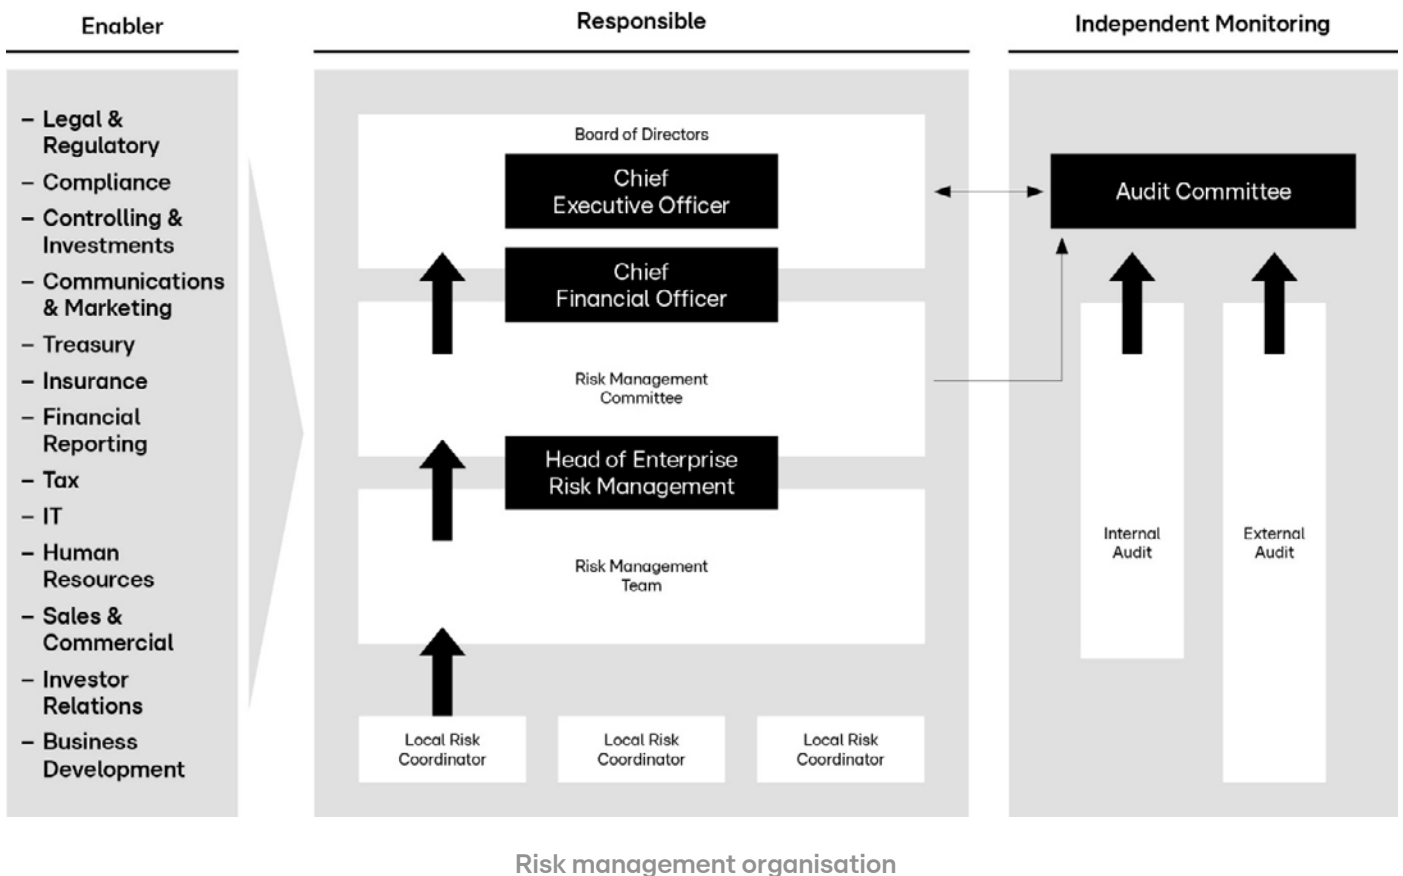 Enabler
– Legal &
Regulatory
– Compliance
– Controlling &
Investments
– Communications
& Marketing
– Treasury
– Insurance
– Financial
Reporting
– Tax
– IT
– Human
Resources
– Sales &
Commercial
– Investor
Relations
– Business
Development
Responsible
Board of Directors
Chief
Executive Officer
Chief
Financial Officer
Risk Management
Committee
Head of Enterprise
Risk Management
Risk Management
Team
Local Risk
Coordinator
Local Risk
Coordinator
Local Risk
Coordinator
Independent Monitoring
Audit Committee
Internal
Audit
External
Audit
Risk management organisation